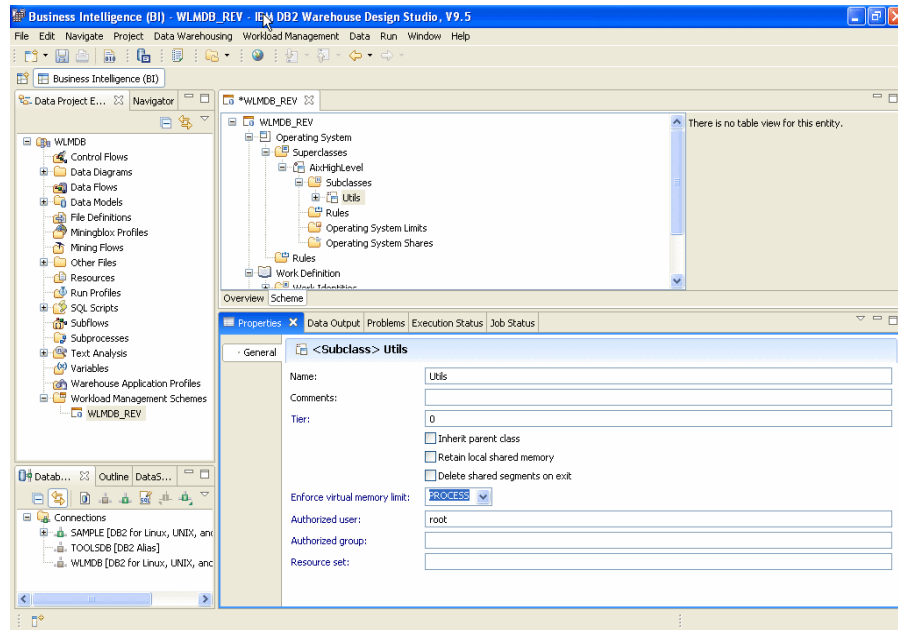 Business Intelligence (BI) - WLMDB_REV - IBM DB2 Warehouse Design Studio, V9.5
File Edit Navigate Project Data Warehousing Workload Management Data Run Window Help
Business Intelligence (BI)
Data Project E... Navigator
WLMDB
Control Flows
Data Diagrams
Data Flows
Data Models
File Definitions
Miningblox Profiles
Mining Flows
Other Files
Resources
Run Profiles
SQL Scripts
Subflows
Subprocesses
Text Analysis
Variables
Warehouse Application Profiles
Workload Management Schemes
WLMDB_REV
*WLMDB_REV
WLMDB_REV
Operating System
Superclasses
AixHighLevel
Subclasses
Utils
Rules
Operating System Limits
Operating System Shares
Rules
Work Definition
Work Identities
There is no table view for this entity.
Overview Scheme
Properties Data Output Problems Execution Status Job Status
General
<Subclass> Utils
Name: Utils
Comments:
Tier: 0
Inherit parent class
Retain local shared memory
Delete shared segments on exit
Enforce virtual memory limit: PROCESS
Authorized user: root
Authorized group:
Resource set:
Datab... Outline DataS...
Connections
SAMPLE [DB2 for Linux, UNIX, and
TOOLSDB [DB2 Alias]
WLMDB [DB2 for Linux, UNIX, and